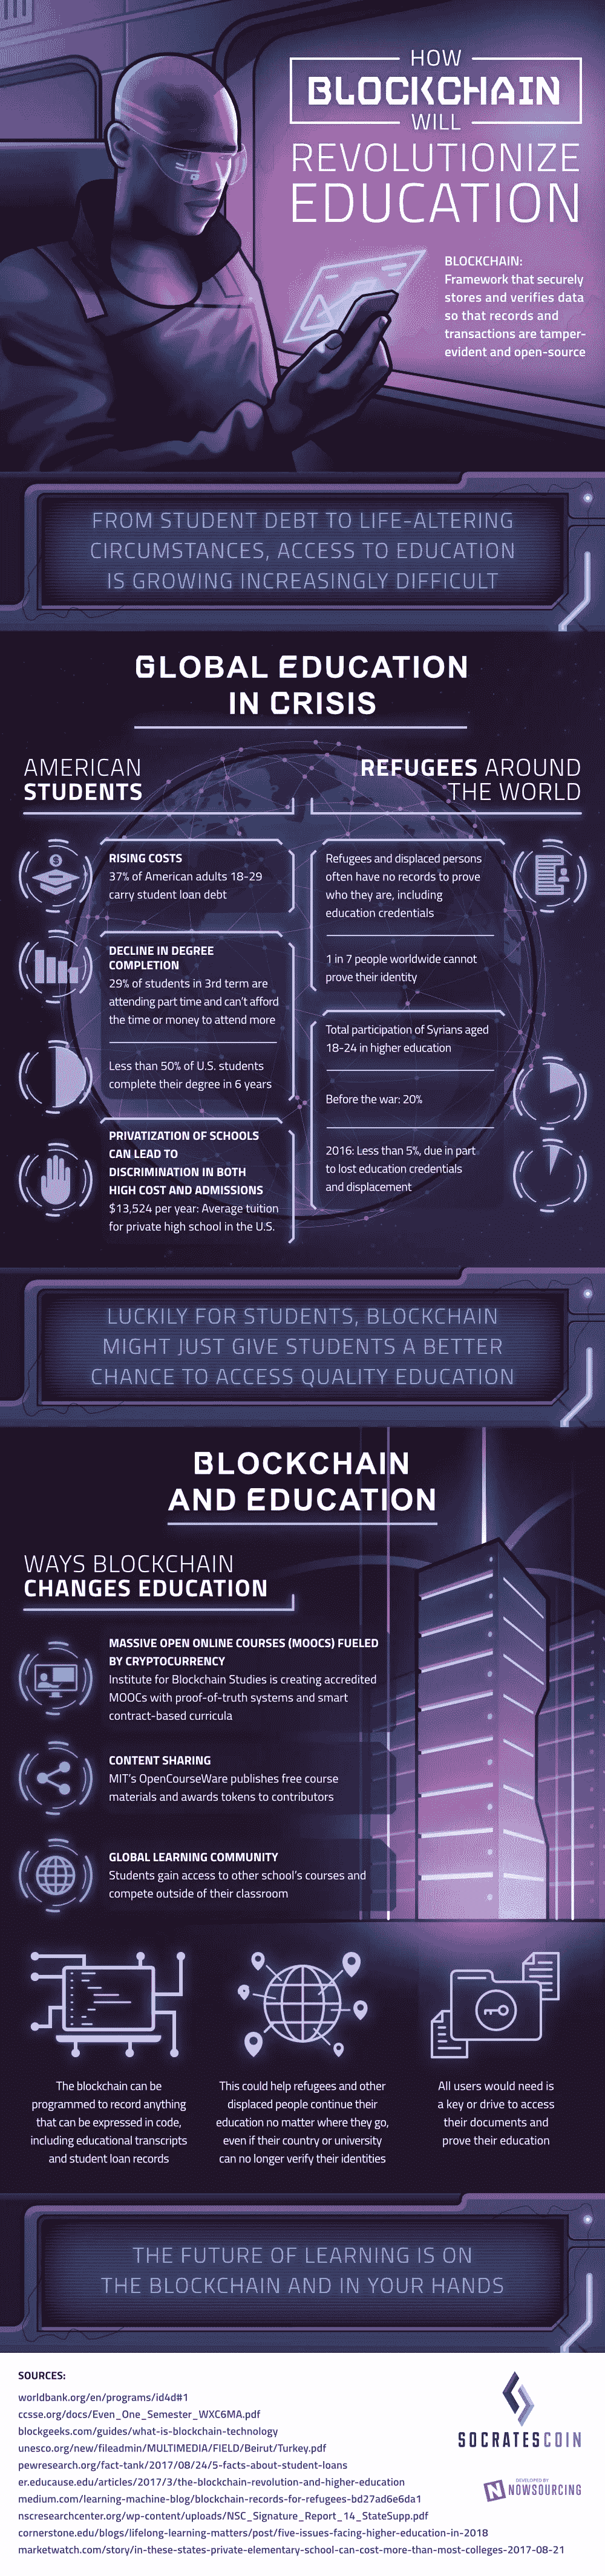 HOW
BLOCKCHAIN
WILL
REVOLUTIONIZE
EDUCATION
BLOCKCHAIN:
Framework that securely
stores and verifies data
so that records and
transactions are tamper-
evident and open-source
FROM STUDENT DEBT TO LIFE-ALTERING
CIRCUMSTANCES, ACCESS TO EDUCATION
IS GROWING INCREASINGLY DIFFICULT
GLOBAL EDUCATION
IN CRISIS
AMERICAN
STUDENTS
RISING COSTS
37% of American adults 18-29
carry student loan debt
DECLINE IN DEGREE
COMPLETION
29% of students in 3rd term are
attending part time and can't afford
the time or money to attend more
Less than 50% of U.S. students
complete their degree in 6 years
PRIVATIZATION OF SCHOOLS
CAN LEAD TO
DISCRIMINATION IN BOTH
HIGH COST AND ADMISSIONS
$13,524 per year: Average tuition
for private high school in the U.S.
REFUGEES AROUND
THE WORLD
Refugees and displaced persons
often have no records to prove
who they are, including
education credentials
1 in 7 people worldwide cannot
prove their identity
Total participation of Syrians aged
18-24 in higher education
Before the war: 20%
2016: Less than 5%, due in part
to lost education credentials
and displacement
LUCKILY FOR STUDENTS, BLOCKCHAIN
MIGHT JUST GIVE STUDENTS A BETTER
CHANCE TO ACCESS QUALITY EDUCATION
BLOCKCHAIN
AND EDUCATION
WAYS BLOCKCHAIN
CHANGES EDUCATION
MASSIVE OPEN ONLINE COURSES (MOOCS) FUELED
BY CRYPTOCURRENCY
Institute for Blockchain Studies is creating accredited
MOOCs with proof-of-truth systems and smart
contract-based curricula
CONTENT SHARING
MIT's OpenCourseWare publishes free course
materials and awards tokens to contributors
GLOBAL LEARNING COMMUNITY
Students gain access to other school's courses and
compete outside of their classroom
The blockchain can be
programmed to record anything
that can be expressed in code,
including educational transcripts
and student loan records
This could help refugees and other
displaced people continue their
education no matter where they go,
even if their country or university
can no longer verify their identities
All users would need is
a key or drive to access
their documents and
prove their education
THE FUTURE OF LEARNING IS ON
THE BLOCKCHAIN AND IN YOUR HANDS
SOURCES:
worldbank.org/en/programs/id4d#1
ccsse.org/docs/Even_One_Semester_WXC6MA.pdf
blockgeeks.com/guides/what-is-blockchain-technology
unesco.org/new/fileadmin/MULTIMEDIA/FIELD/Beirut/Turkey.pdf
pewresearch.org/fact-tank/2017/08/24/5-facts-about-student-loans
er.educause.edu/articles/2017/3/the-blockchain-revolution-and-higher-education
medium.com/learning-machine-blog/blockchain-records-for-refugees-bd27ad6e6da1
nscresearchcenter.org/wp-content/uploads/NSC_Signature_Report_14_StateSupp.pdf
cornerstone.edu/blogs/lifelong-learning-matters/post/five-issues-facing-higher-education-in-2018
marketwatch.com/story/in-these-states-private-elementary-school-can-cost-more-than-most-colleges-2017-08-21
SOCRATESCOIN
DEVELOPED BY
N NOWSOURCING